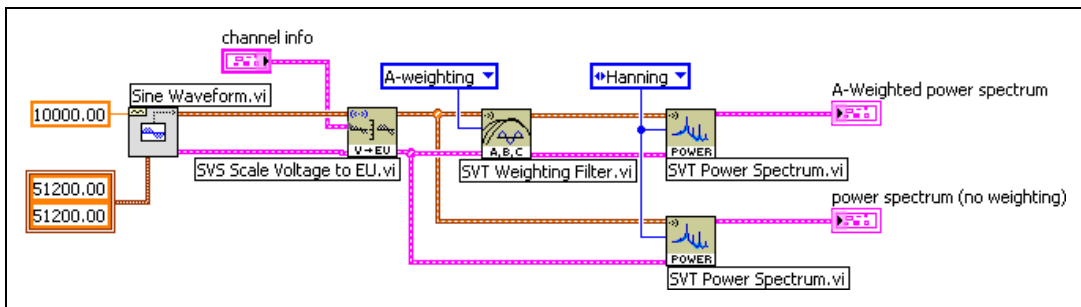 channel info
A-weighting
Hanning
A-Weighted power spectrum
Sine Waveform.vi
10000.00
V→EU
A,B,C
POWER
SVS Scale Voltage to EU.vi
SVT Weighting Filter.vi
SVT Power Spectrum.vi
51200.00
51200.00
power spectrum (no weighting)
POWER
SVT Power Spectrum.vi